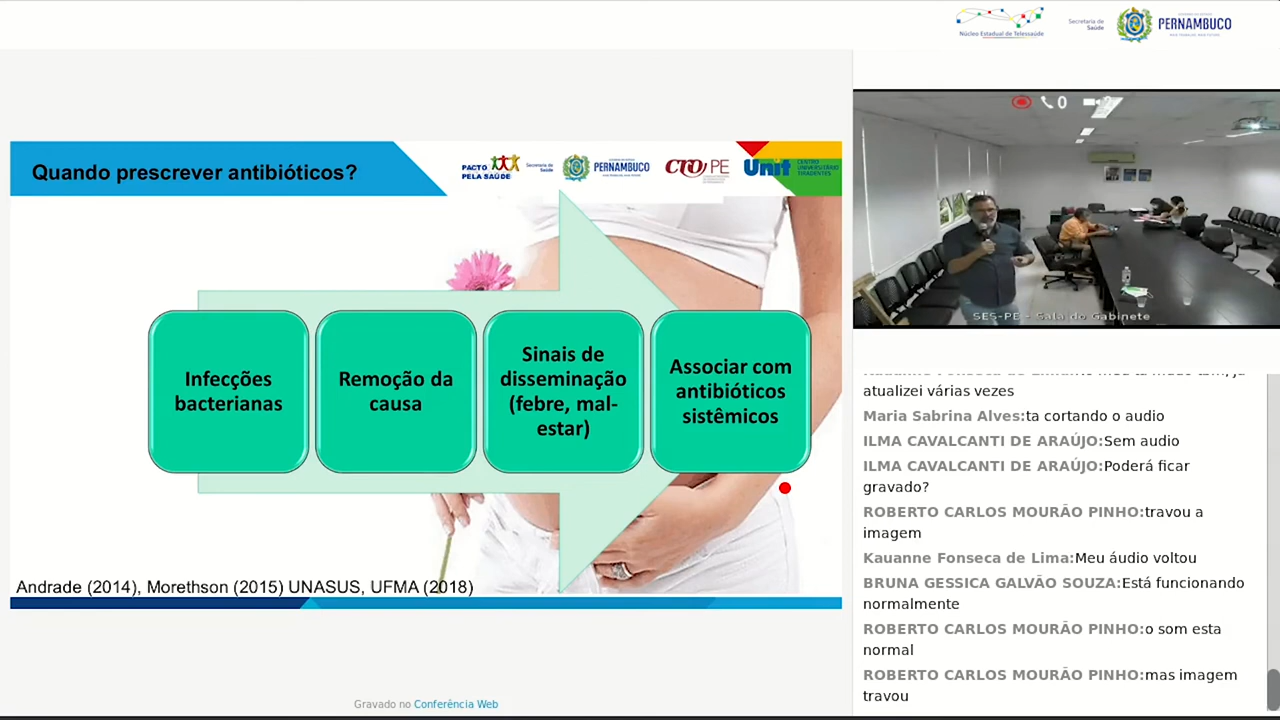 Núcleo Estadual de Telessaúde
Secretaria de
Saúde
PERNAMBUCO
Quando prescrever antibióticos?
PACTO
PELA SAÚDE
Secretaria de
Saúde
PERNAMBUCO
CRO PE
Unit
CENTRO
UNIVERSITÁRIO
TIRADENTES
Infecções
bacterianas
Remoção da
causa
Sinais de
disseminação
(febre, mal-
estar)
Associar com
antibióticos
sistêmicos
Andrade (2014), Morethson (2015) UNASUS, UFMA (2018)
Gravado no Conferência Web
0
SES-PE - Sala do Gabinete
atualizei várias vezes
Maria Sabrina Alves:ta cortando o audio
ILMA CAVALCANTI DE ARAÚJO:Sem audio
ILMA CAVALCANTI DE ARAÚJO:Poderá ficar
gravado?
ROBERTO CARLOS MOURÃO PINHO:travou a
imagem
Kauanne Fonseca de Lima:Meu áudio voltou
BRUNA GESSICA GALVÃO SOUZA:Está funcionando
normalmente
ROBERTO CARLOS MOURÃO PINHO:o som esta
normal
ROBERTO CARLOS MOURÃO PINHO:mas imagem
travou